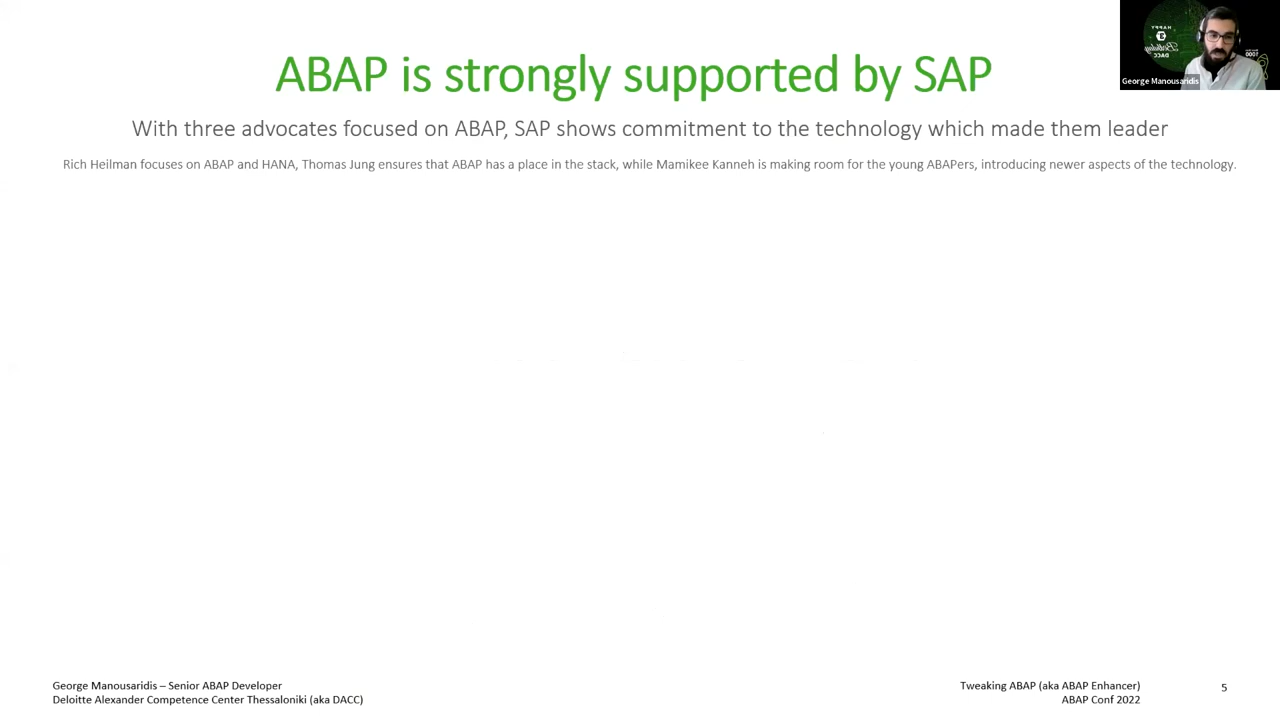 ABAP is strongly supported by SAP
With three advocates focused on ABAP, SAP shows commitment to the technology which made them leader
Rich Heilman focuses on ABAP and HANA, Thomas Jung ensures that ABAP has a place in the stack, while Mamikee Kanneh is making room for the young ABAPers, introducing newer aspects of the technology.
HAPPY
Birthday
DACC
1000
George Manousaridis
George Manousaridis – Senior ABAP Developer
Deloitte Alexander Competence Center Thessaloniki (aka DACC)
Tweaking ABAP (aka ABAP Enhancer)
ABAP Conf 2022
5